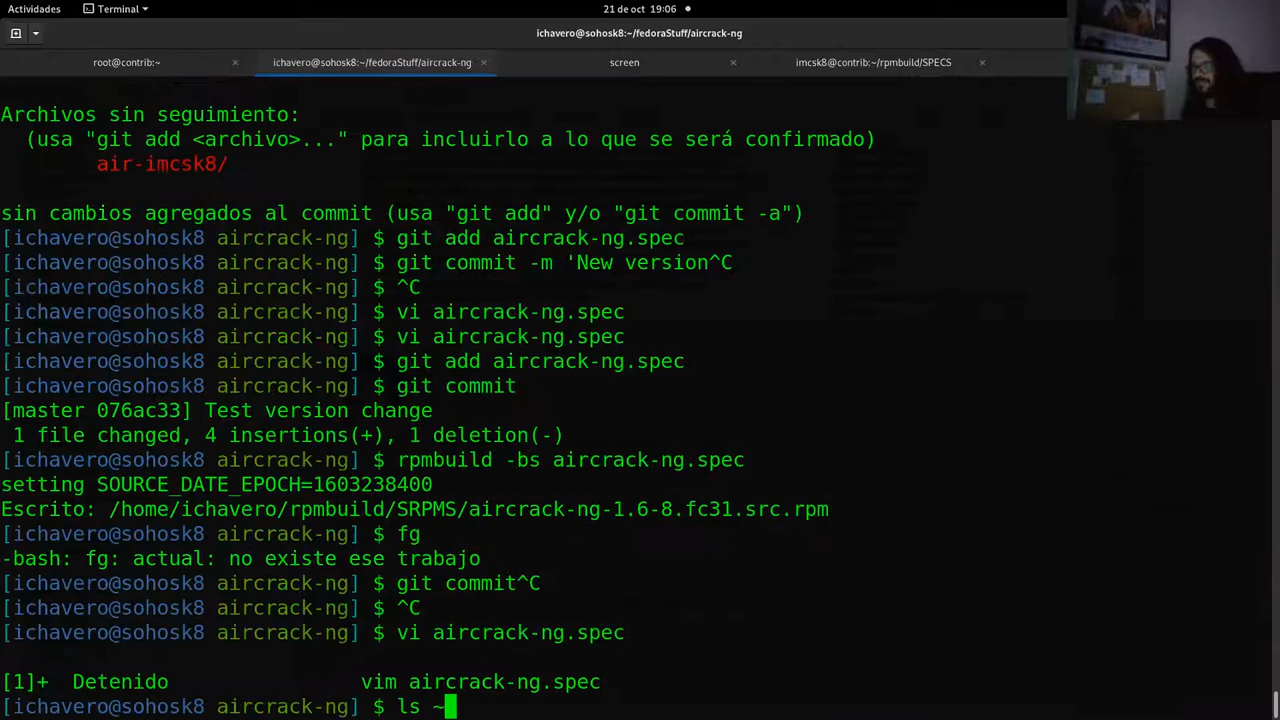 Actividades
Terminal
21 de oct 19:06
ichavero@sohosk8:~/fedoraStuff/aircrack-ng
root@contrib:~
ichavero@sohosk8:~/fedoraStuff/aircrack-ng
screen
imcsk8@contrib:~/rpmbuild/SPECS
Archivos sin seguimiento:
(usa "git add <archivo>..." para incluirlo a lo que se será confirmado)
air-imcsk8/
sin cambios agregados al commit (usa "git add" y/o "git commit -a")
[ichavero@sohosk8 aircrack-ng] $ git add aircrack-ng.spec
[ichavero@sohosk8 aircrack-ng] $ git commit -m 'New version^C
[ichavero@sohosk8 aircrack-ng] $ ^C
[ichavero@sohosk8 aircrack-ng] $ vi aircrack-ng.spec
[ichavero@sohosk8 aircrack-ng] $ vi aircrack-ng.spec
[ichavero@sohosk8 aircrack-ng] $ git add aircrack-ng.spec
[ichavero@sohosk8 aircrack-ng] $ git commit
[master 076ac33] Test version change
1 file changed, 4 insertions(+), 1 deletion(-)
[ichavero@sohosk8 aircrack-ng] $ rpmbuild -bs aircrack-ng.spec
setting SOURCE_DATE_EPOCH=1603238400
Escrito: /home/ichavero/rpmbuild/SRPMS/aircrack-ng-1.6-8.fc31.src.rpm
[ichavero@sohosk8 aircrack-ng] $ fg
-bash: fg: actual: no existe ese trabajo
[ichavero@sohosk8 aircrack-ng] $ git commit^C
[ichavero@sohosk8 aircrack-ng] $ ^C
[ichavero@sohosk8 aircrack-ng] $ vi aircrack-ng.spec
[1]+ Detenido vim aircrack-ng.spec
[ichavero@sohosk8 aircrack-ng] $ ls ~